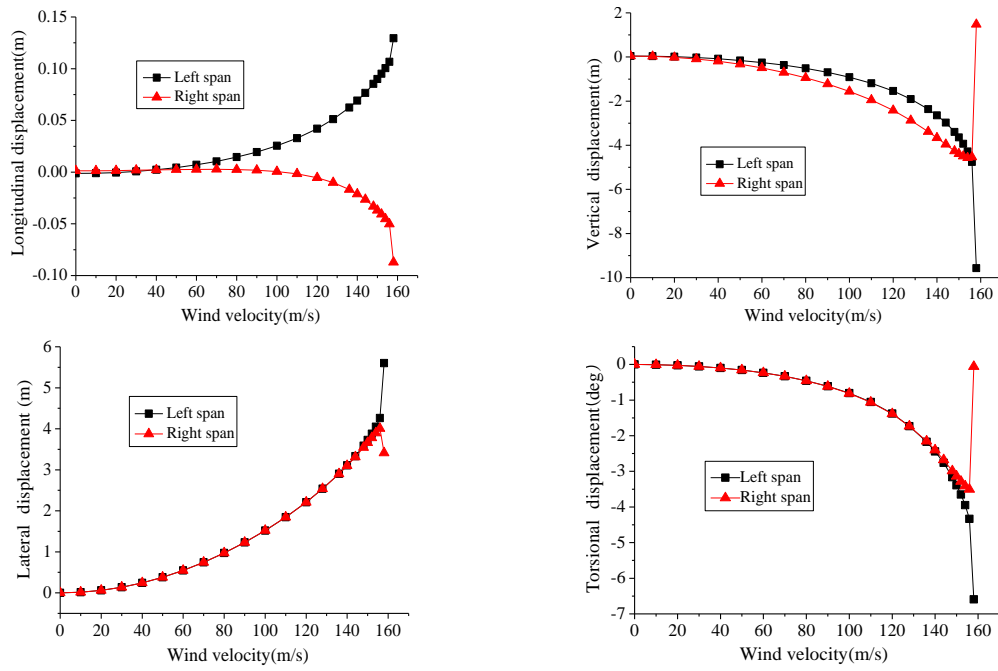 Longitudinal displacement(m)
0.15
0.10
0.05
0.00
-0.05
-0.10
Left span
Right span
0 20 40 60 80 100 120 140 160
Wind velocity(m/s)
Vertical displacement(m)
2
0
-2
-4
-6
-8
-10
Left span
Right span
0 20 40 60 80 100 120 140 160
Wind velocity(m/s)
Lateral displacement (m)
6
5
4
3
2
1
0
Left span
Right span
0 20 40 60 80 100 120 140 160
Wind velocity(m/s)
Torsional displacement(deg)
0
-1
-2
-3
-4
-5
-6
-7
Left span
Right span
0 20 40 60 80 100 120 140 160
Wind velocity(m/s)